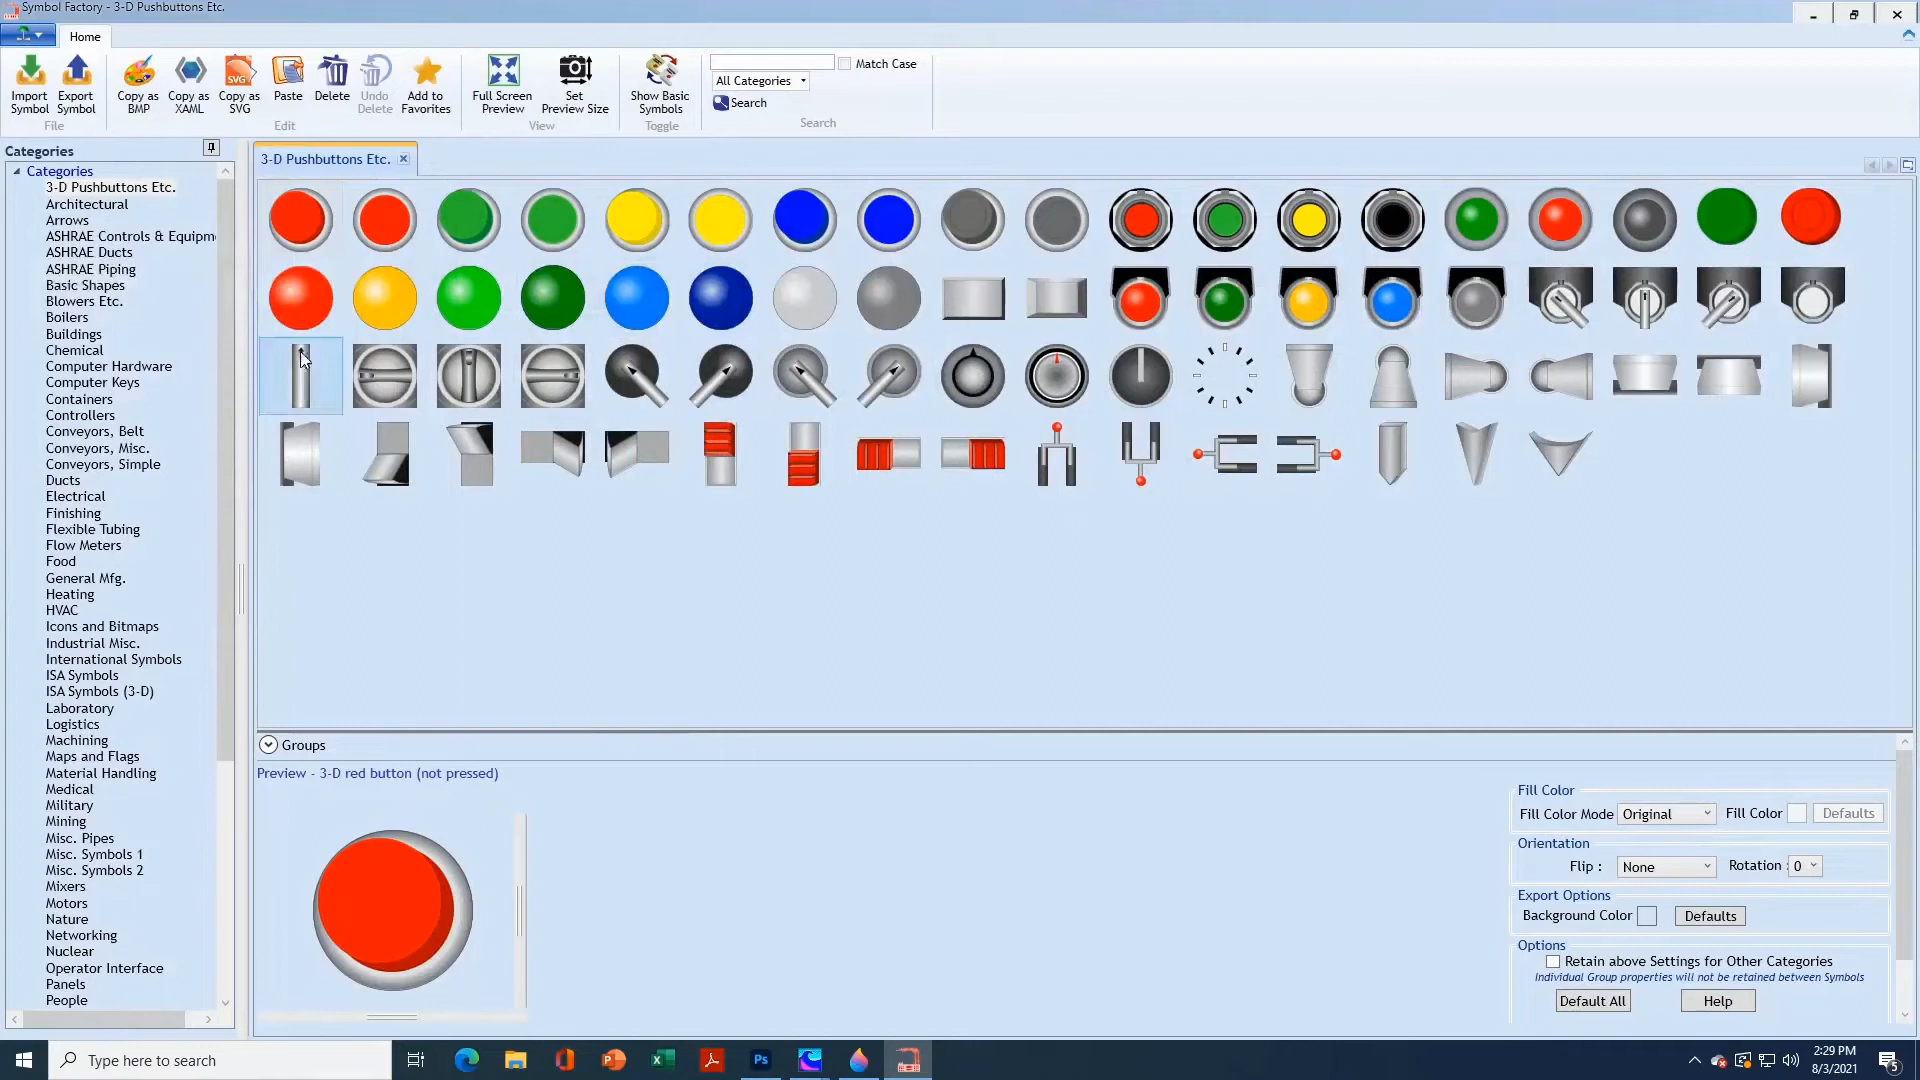 Symbol Factory - 3-D Pushbuttons Etc.
Home
Import Symbol
Export Symbol
File
Copy as BMP
Copy as XAML
Copy as SVG
Paste
Delete
Undo Delete
Add to Favorites
Edit
Full Screen Preview
Set Preview Size
View
Show Basic Symbols
Toggle
Match Case
All Categories
Search
Search
Categories
Categories
3-D Pushbuttons Etc.
Architectural
Arrows
ASHRAE Controls & Equipm
ASHRAE Ducts
ASHRAE Piping
Basic Shapes
Blowers Etc.
Boilers
Buildings
Chemical
Computer Hardware
Computer Keys
Containers
Controllers
Conveyors, Belt
Conveyors, Misc.
Conveyors, Simple
Ducts
Electrical
Finishing
Flexible Tubing
Flow Meters
Food
General Mfg.
Heating
HVAC
Icons and Bitmaps
Industrial Misc.
International Symbols
ISA Symbols
ISA Symbols (3-D)
Laboratory
Logistics
Machining
Maps and Flags
Material Handling
Medical
Military
Mining
Misc. Pipes
Misc. Symbols 1
Misc. Symbols 2
Mixers
Motors
Nature
Networking
Nuclear
Operator Interface
Panels
People
3-D Pushbuttons Etc.
Groups
Preview - 3-D red button (not pressed)
Fill Color
Fill Color Mode Original Fill Color Defaults
Orientation
Flip : None Rotation : 0
Export Options
Background Color Defaults
Options
Retain above Settings for Other Categories
Individual Group properties will not be retained between Symbols
Default All Help
Type here to search
2:29 PM
8/3/2021
5